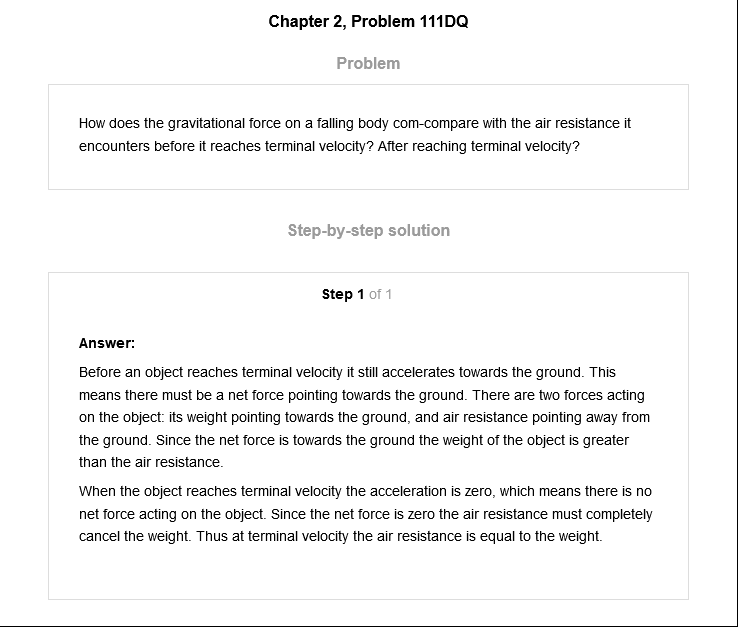 Chapter 2, Problem 111DQ
Problem
How does the gravitational force on a falling body com-compare with the air resistance it
encounters before it reaches terminal velocity? After reaching terminal velocity?
Step-by-step solution
Step 1 of 1
Answer:
Before an object reaches terminal velocity it still accelerates towards the ground. This
means there must be a net force pointing towards the ground. There are two forces acting
on the object: its weight pointing towards the ground, and air resistance pointing away from
the ground. Since the net force is towards the ground the weight of the object is greater
than the air resistance.
When the object reaches terminal velocity the acceleration is zero, which means there is no
net force acting on the object. Since the net force is zero the air resistance must completely
cancel the weight. Thus at terminal velocity the air resistance is equal to the weight.